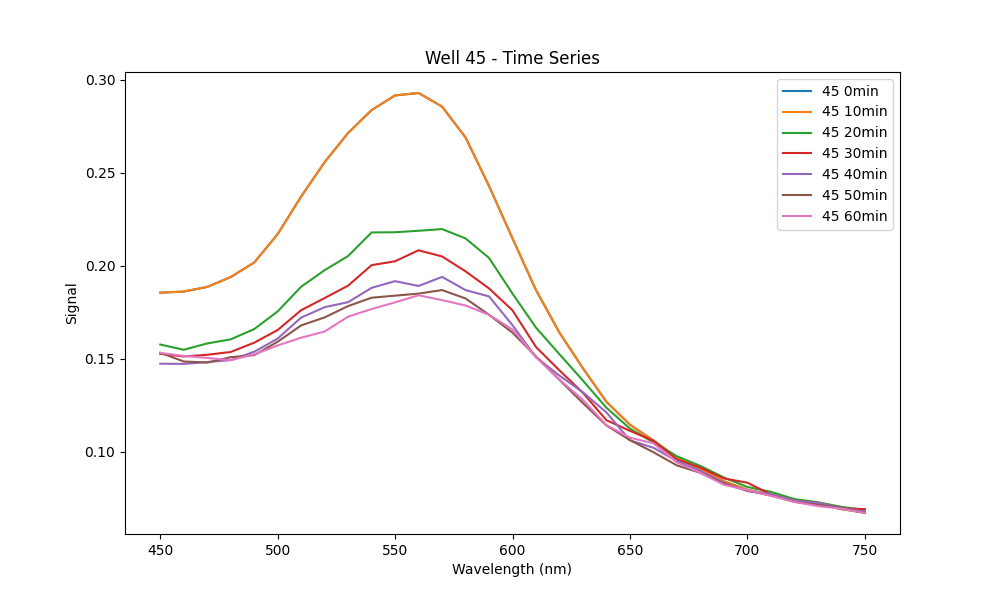 Well 45 - Time Series
0.30
0.25
0.20
0.15
0.10
Signal
450 500 550 600 650 700 750
Wavelength (nm)
45 0min
45 10min
45 20min
45 30min
45 40min
45 50min
45 60min